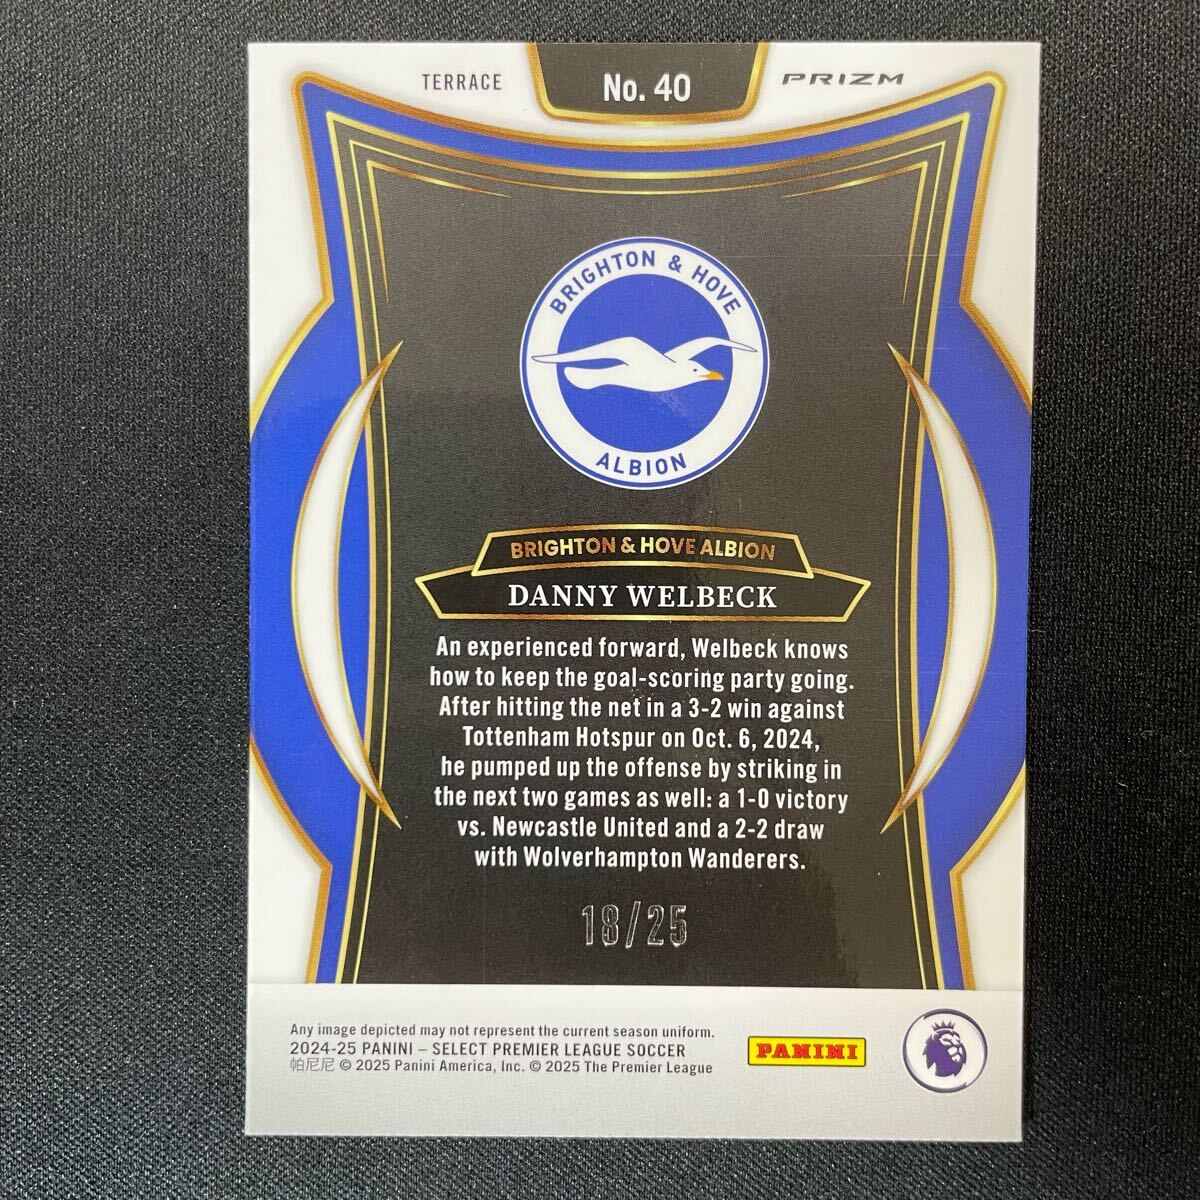 TERRACE
No. 40
PRIZM
BRIGHTON & HOVE
ALBION
BRIGHTON & HOVE ALBION
DANNY WELBECK
An experienced forward, Welbeck knows
how to keep the goal-scoring party going.
After hitting the net in a 3-2 win against
Tottenham Hotspur on Oct. 6, 2024,
he pumped up the offense by striking in
the next two games as well: a 1-0 victory
vs. Newcastle United and a 2-2 draw
with Wolverhampton Wanderers.
18/25
Any image depicted may not represent the current season uniform.
2024-25 PANINI – SELECT PREMIER LEAGUE SOCCER
帕尼尼 © 2025 Panini America, Inc. © 2025 The Premier League
PANINI